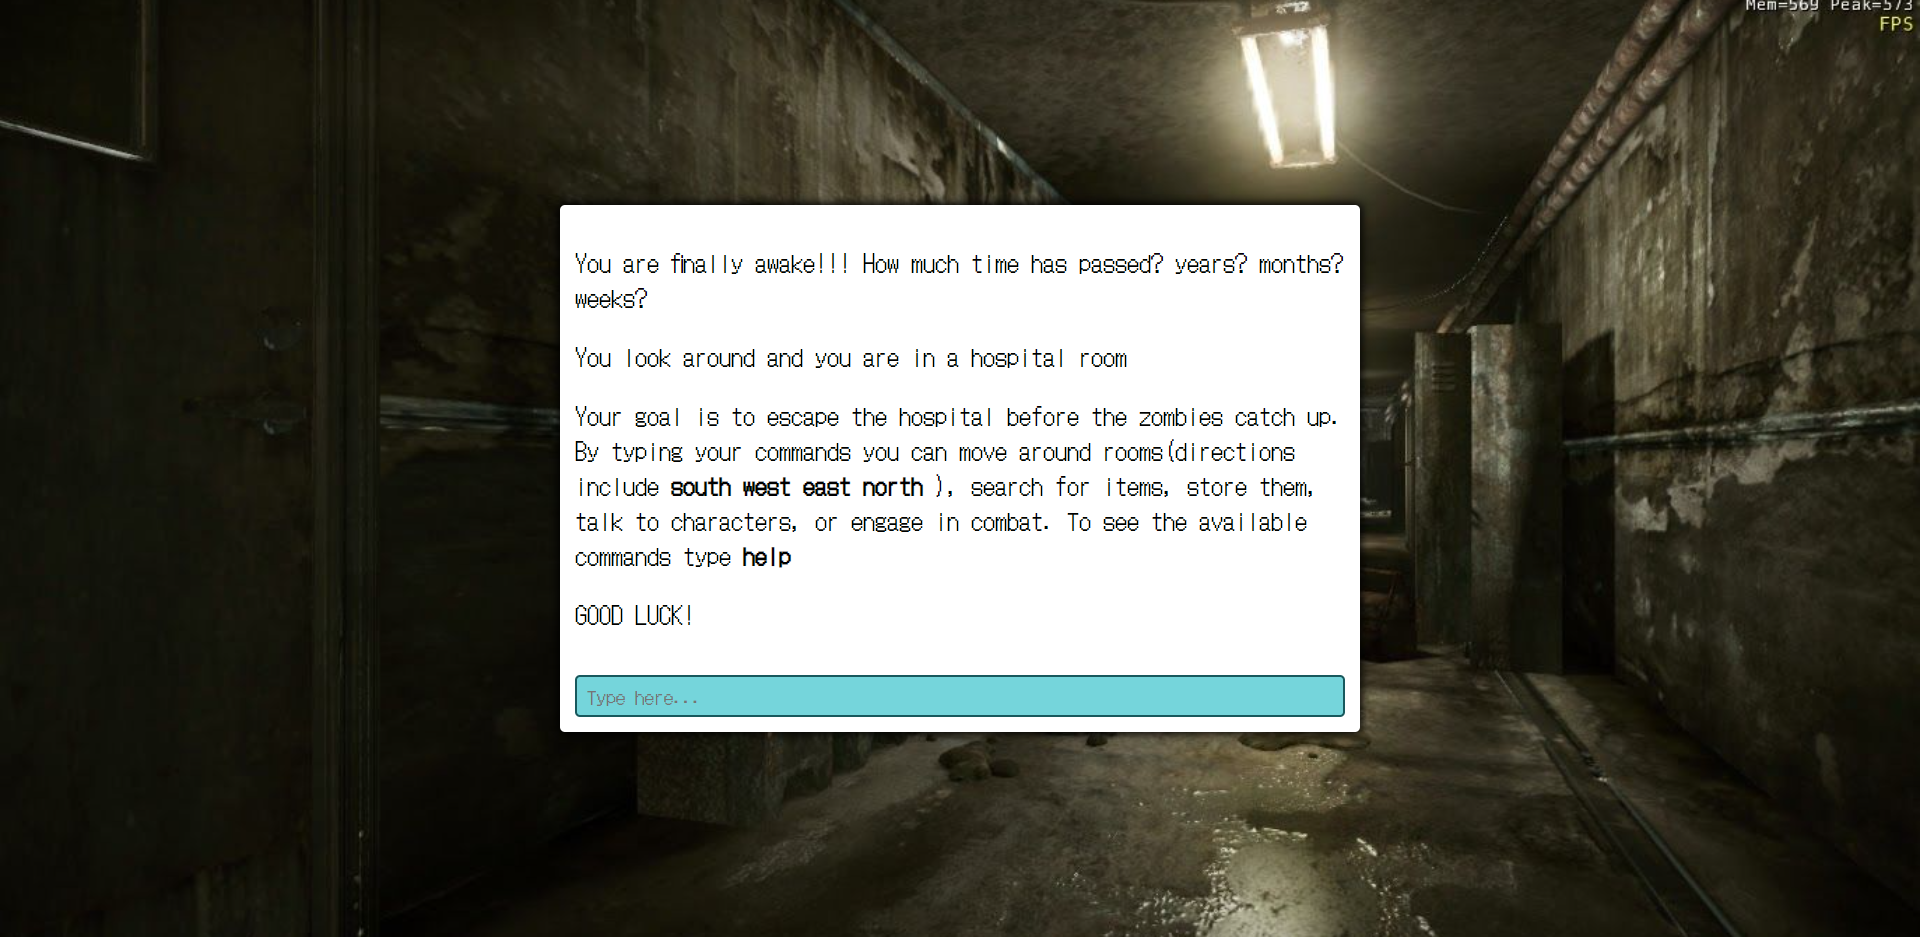 Mem=569 Peak=573
FPS
You are finally awake!!! How much time has passed? years? months?
weeks?
You look around and you are in a hospital room
Your goal is to escape the hospital before the zombies catch up.
By typing your commands you can move around rooms(directions
include south west east north ), search for items, store them,
talk to characters, or engage in combat. To see the available
commands type help
GOOD LUCK!
Type here...